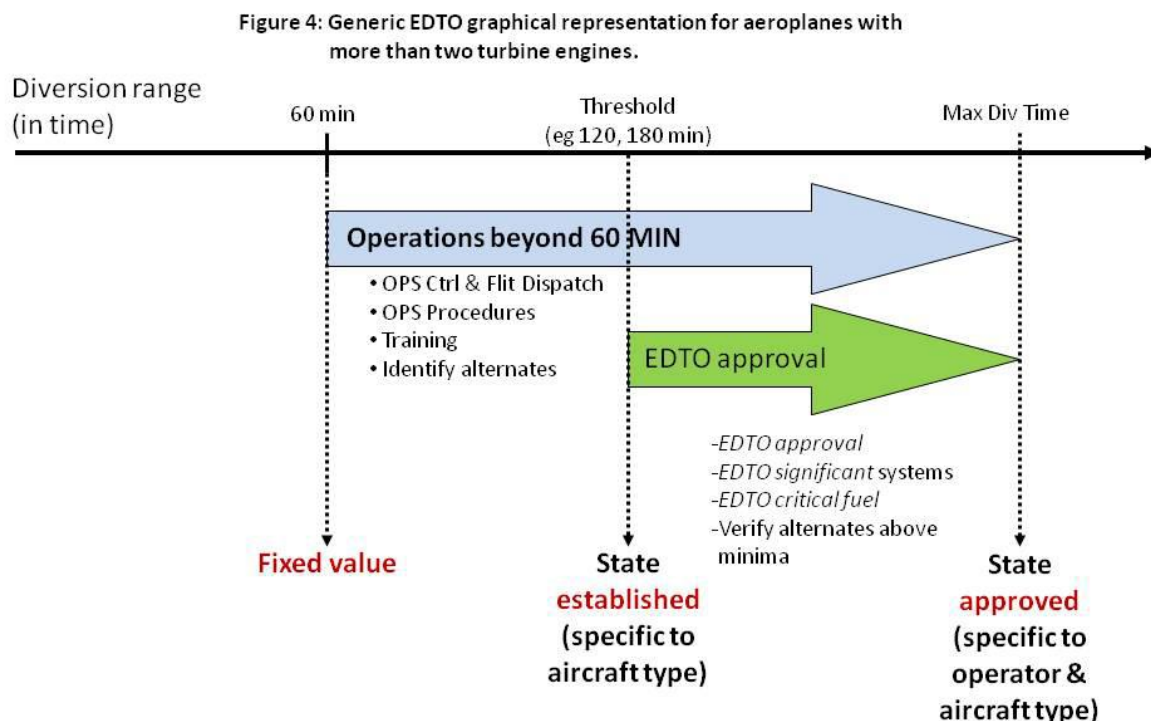 Figure 4: Generic EDTO graphical representation for aeroplanes with
more than two turbine engines.
Diversion range
(in time)
60 min
Threshold
(eg 120, 180 min)
Max Div Time
Operations beyond 60 MIN
• OPS Ctrl & Flit Dispatch
• OPS Procedures
• Training
• Identify alternates
EDTO approval
-EDTO approval
-EDTO significant systems
-EDTO critical fuel
-Verify alternates above
minima
Fixed value
State
established
(specific to
aircraft type)
State
approved
(specific to
operator &
aircraft type)